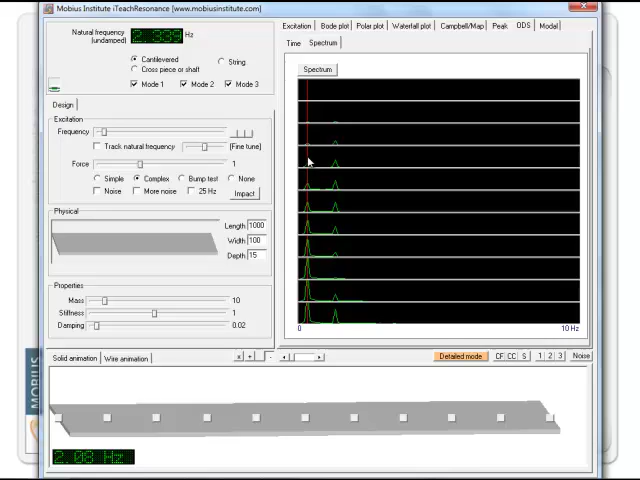 Mobius Institute iTeachResonance [www.mobiusinstitute.com]
Natural frequency (undamped) 2.339 Hz
Cantilevered
String
Cross piece or shaft
Mode 1 Mode 2 Mode 3
Design
Excitation
Frequency
Track natural frequency [Fine tune]
Force 1
Simple Complex Bump test None
Noise More noise 25 Hz Impact
Physical
Length 1000
Width 100
Depth 15
Properties
Mass 10
Stiffness 1
Damping 0.02
Excitation Bode plot Polar plot Waterfall plot Campbell/Map Peak ODS Modal
Time Spectrum
Spectrum
0 10 Hz
Solid animation Wire animation x + - Detailed mode CF CC S 1 2 3 Noise
MOBIUS
2.08 Hz